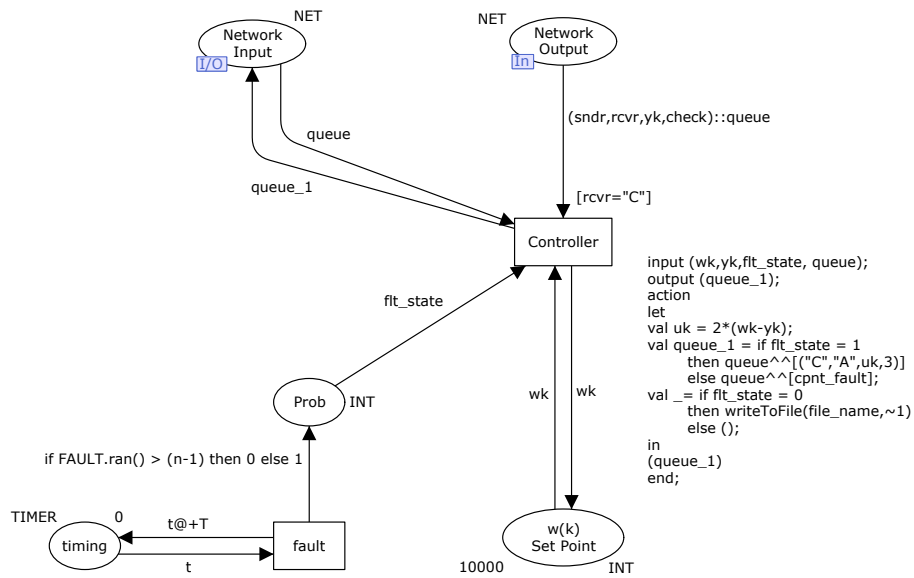 NET
Network
Input
I/O
NET
Network
Output
In
(sndr,rcvr,yk,check)::queue
queue
queue_1
[rcvr="C"]
Controller
input (wk,yk,flt_state, queue);
output (queue_1);
action
let
val uk = 2*(wk-yk);
val queue_1 = if flt_state = 1
then queue^^[("C","A",uk,3)]
else queue^^[cpnt_fault];
val _= if flt_state = 0
then writeToFile(file_name,~1)
else ();
in
(queue_1)
end;
flt_state
Prob
INT
wk
wk
if FAULT.ran() > (n-1) then 0 else 1
TIMER
0
t@+T
timing
t
fault
w(k)
Set Point
10000
INT